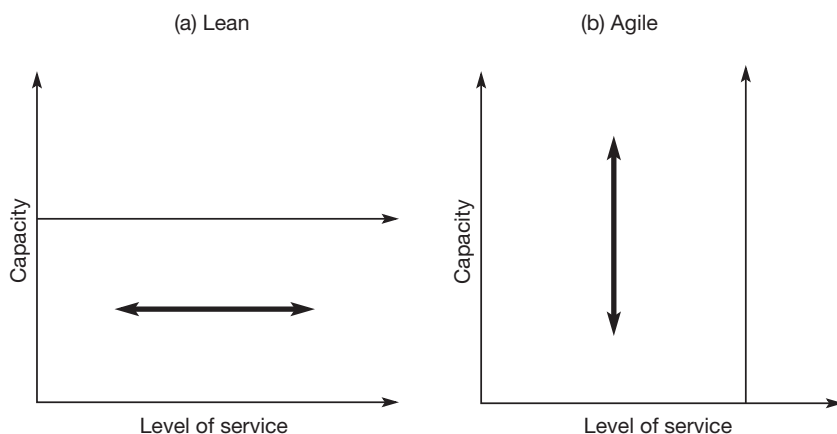 (a) Lean
(b) Agile
Capacity
Level of service
Capacity
Level of service